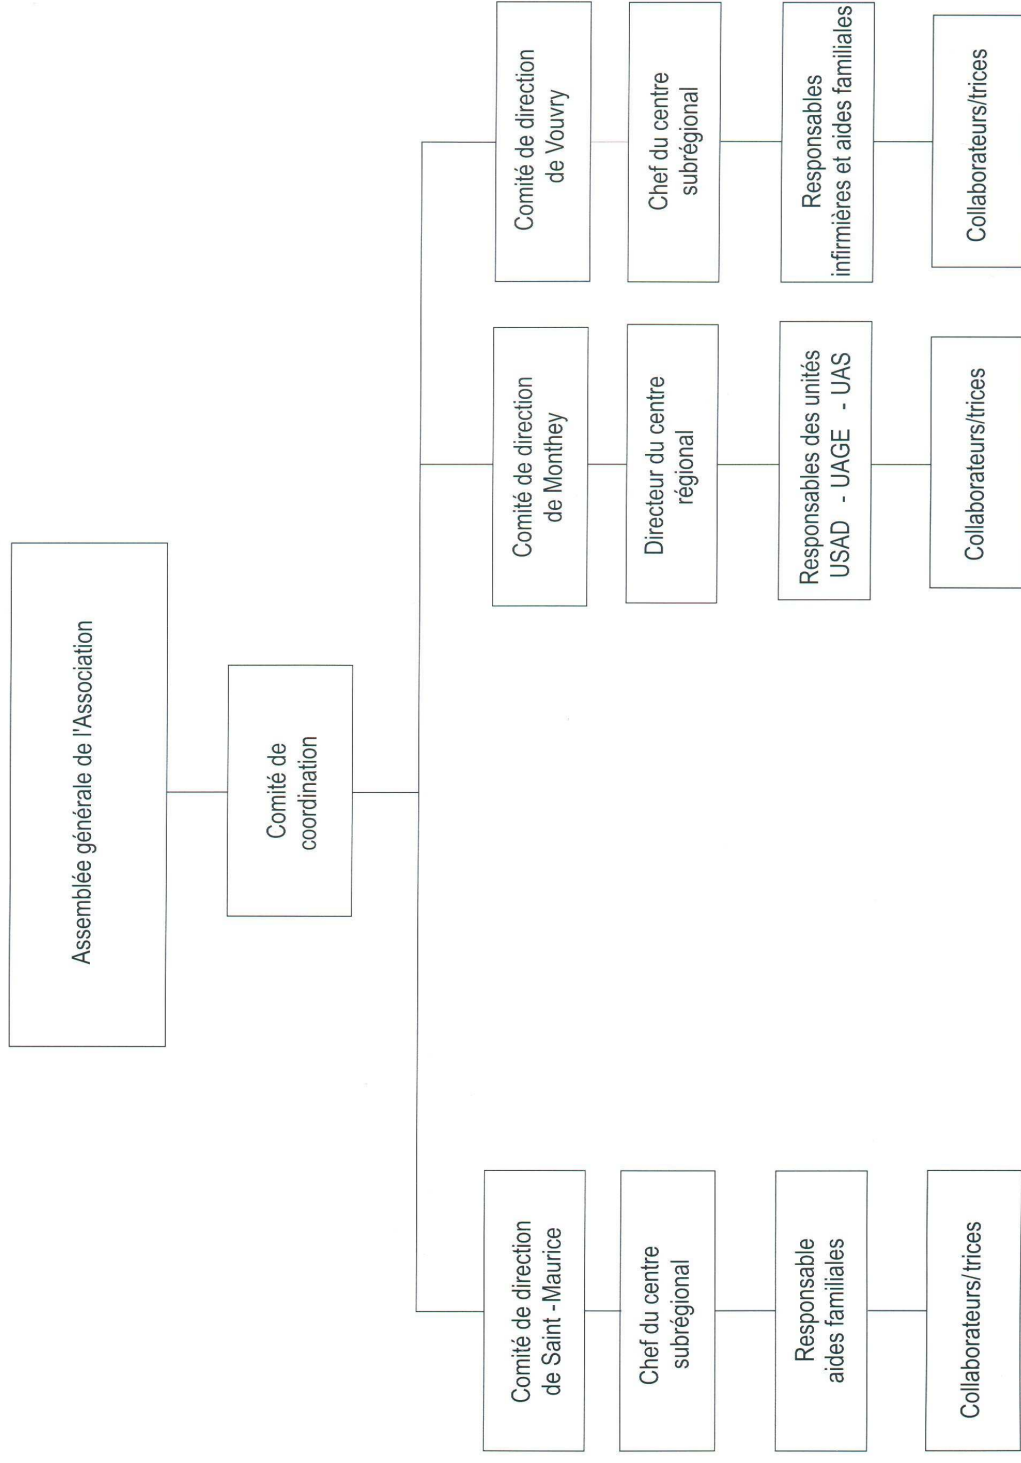 Assemblée générale de l'Association
Comité de
coordination
Comité de direction
de Saint - Maurice
Chef du centre
subrégional
Responsable
aides familiales
Collaborateurs/trices
Comité de direction
de Monthey
Directeur du centre
régional
Responsables des unités
USAD - UAGE - UAS
Collaborateurs/trices
Comité de direction
de Vouvry
Chef du centre
subrégional
Responsables
infirmières et aides familiales
Collaborateurs/trices